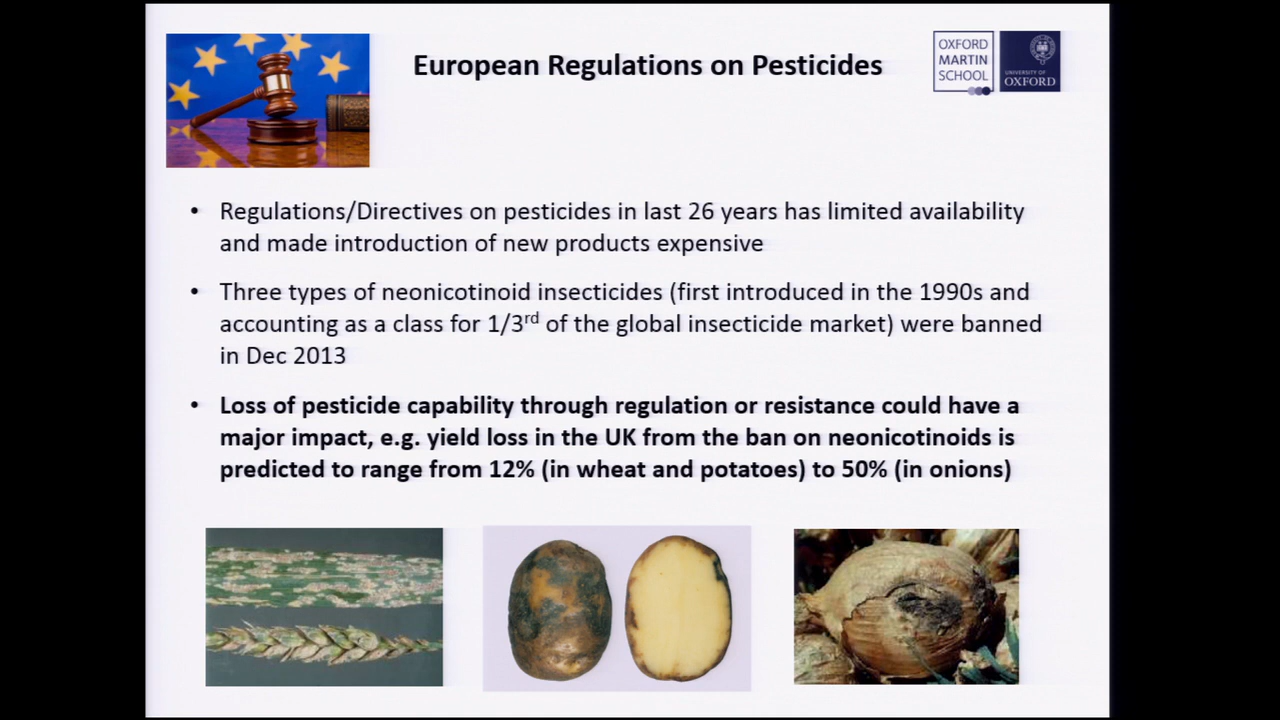 European Regulations on Pesticides
OXFORD
MARTIN
SCHOOL
UNIVERSITY OF
OXFORD
• Regulations/Directives on pesticides in last 26 years has limited availability
and made introduction of new products expensive
• Three types of neonicotinoid insecticides (first introduced in the 1990s and
accounting as a class for 1/3rd of the global insecticide market) were banned
in Dec 2013
• Loss of pesticide capability through regulation or resistance could have a
major impact, e.g. yield loss in the UK from the ban on neonicotinoids is
predicted to range from 12% (in wheat and potatoes) to 50% (in onions)